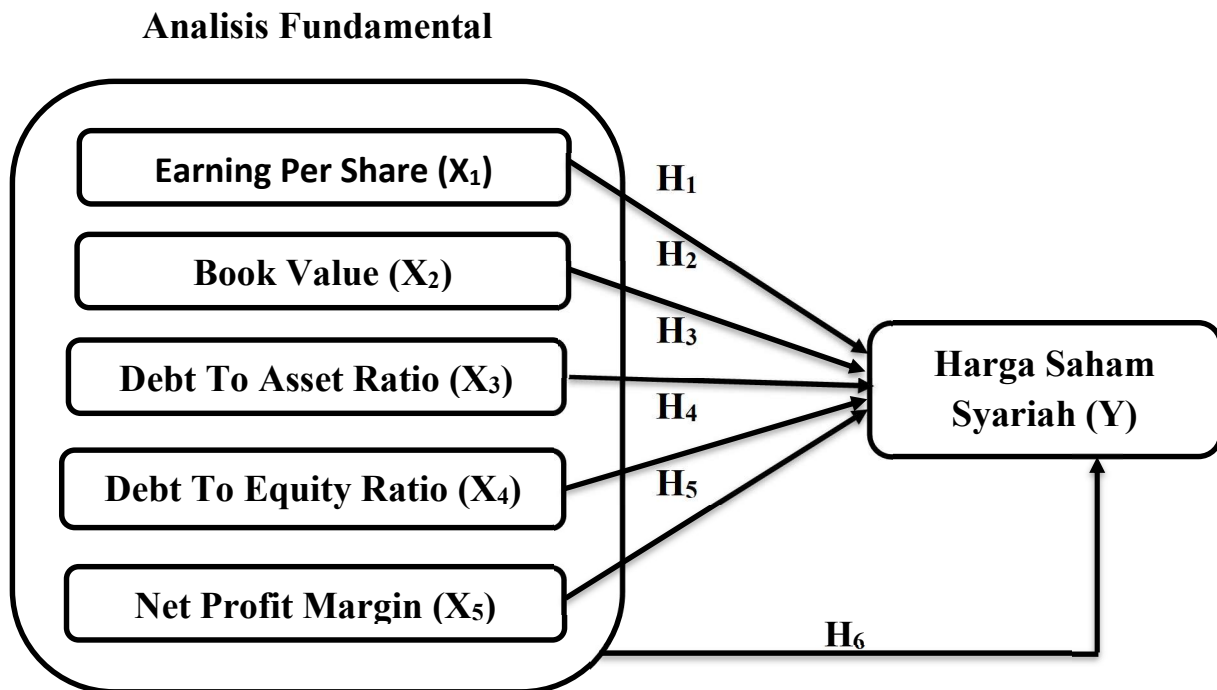 Analisis Fundamental
Earning Per Share (X₁)
H₁
Book Value (X₂)
H₂
H₃
Debt To Asset Ratio (X₃)
H₄
Harga Saham
Syariah (Y)
Debt To Equity Ratio (X₄)
H₅
Net Profit Margin (X₅)
H₆